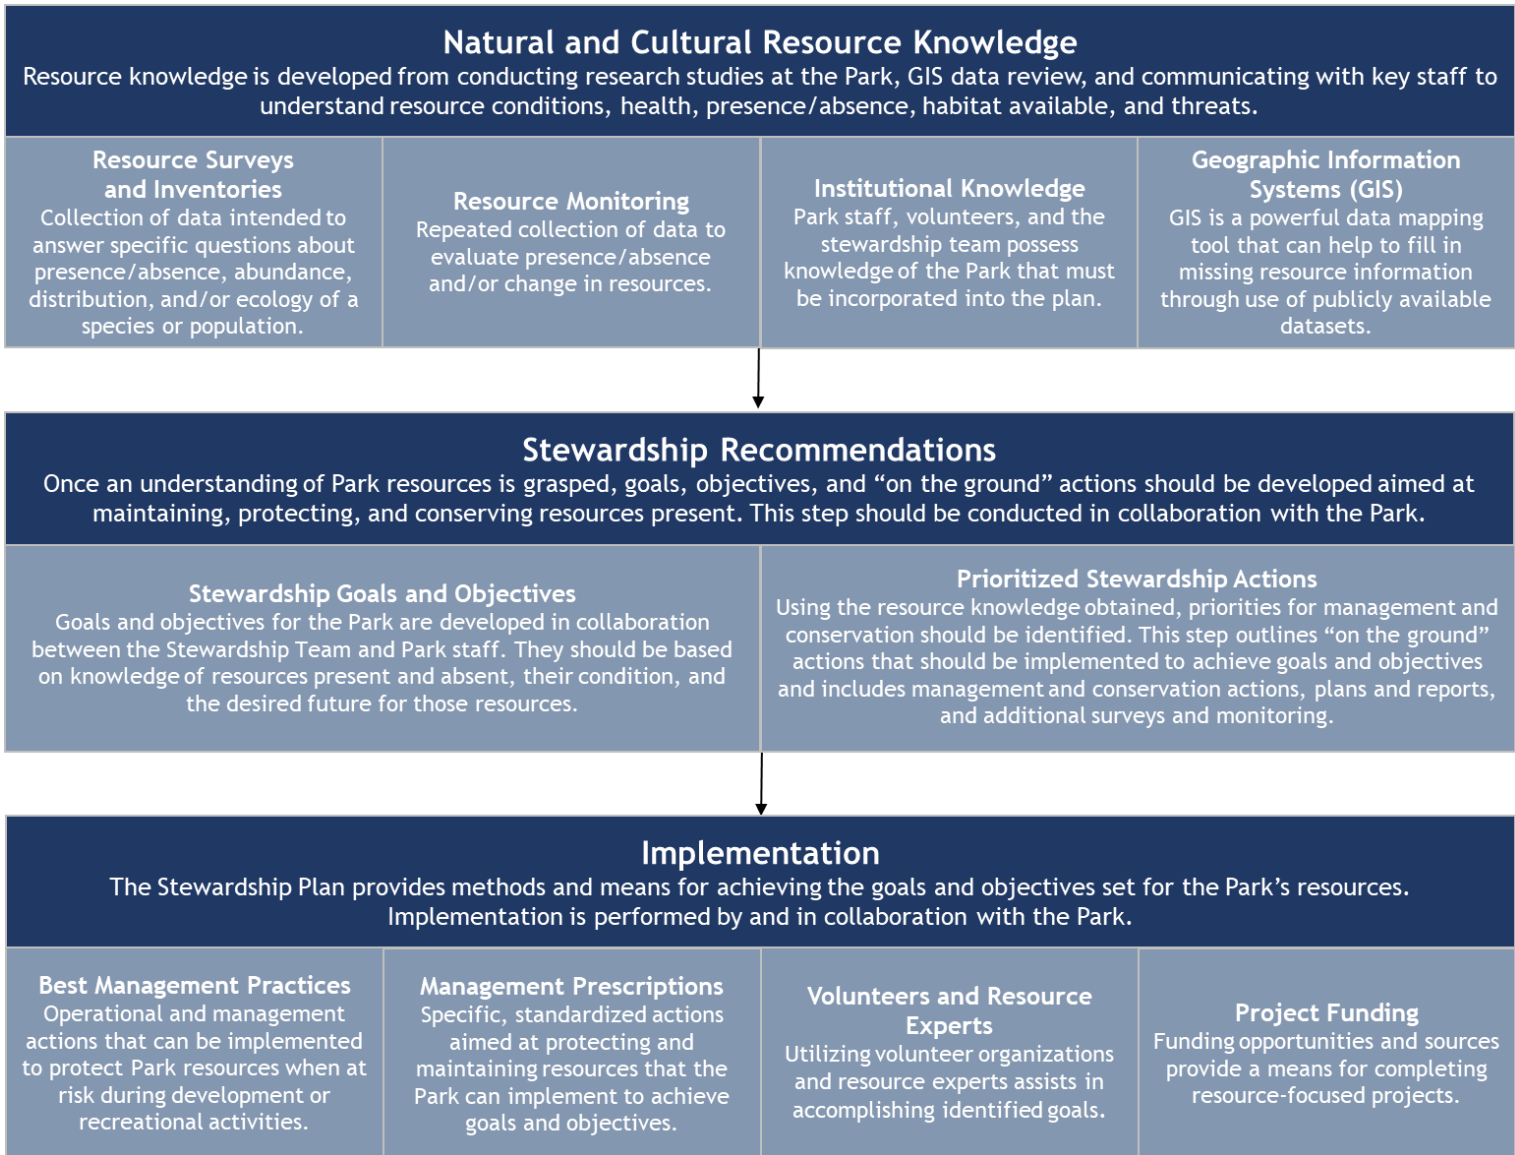 Natural and Cultural Resource Knowledge
Resource knowledge is developed from conducting research studies at the Park, GIS data review, and communicating with key staff to
understand resource conditions, health, presence/absence, habitat available, and threats.
Resource Surveys
and Inventories
Collection of data intended to
answer specific questions about
presence/absence, abundance,
distribution, and/or ecology of a
species or population.
Resource Monitoring
Repeated collection of data to
evaluate presence/absence
and/or change in resources.
Institutional Knowledge
Park staff, volunteers, and the
stewardship team possess
knowledge of the Park that must
be incorporated into the plan.
Geographic Information
Systems (GIS)
GIS is a powerful data mapping
tool that can help to fill in
missing resource information
through use of publicly available
datasets.
Stewardship Recommendations
Once an understanding of Park resources is grasped, goals, objectives, and “on the ground” actions should be developed aimed at
maintaining, protecting, and conserving resources present. This step should be conducted in collaboration with the Park.
Stewardship Goals and Objectives
Goals and objectives for the Park are developed in collaboration
between the Stewardship Team and Park staff. They should be based
on knowledge of resources present and absent, their condition, and
the desired future for those resources.
Prioritized Stewardship Actions
Using the resource knowledge obtained, priorities for management and
conservation should be identified. This step outlines “on the ground”
actions that should be implemented to achieve goals and objectives
and includes management and conservation actions, plans and reports,
and additional surveys and monitoring.
Implementation
The Stewardship Plan provides methods and means for achieving the goals and objectives set for the Park’s resources.
Implementation is performed by and in collaboration with the Park.
Best Management Practices
Operational and management
actions that can be implemented
to protect Park resources when at
risk during development or
recreational activities.
Management Prescriptions
Specific, standardized actions
aimed at protecting and
maintaining resources that the
Park can implement to achieve
goals and objectives.
Volunteers and Resource
Experts
Utilizing volunteer organizations
and resource experts assists in
accomplishing identified goals.
Project Funding
Funding opportunities and sources
provide a means for completing
resource-focused projects.